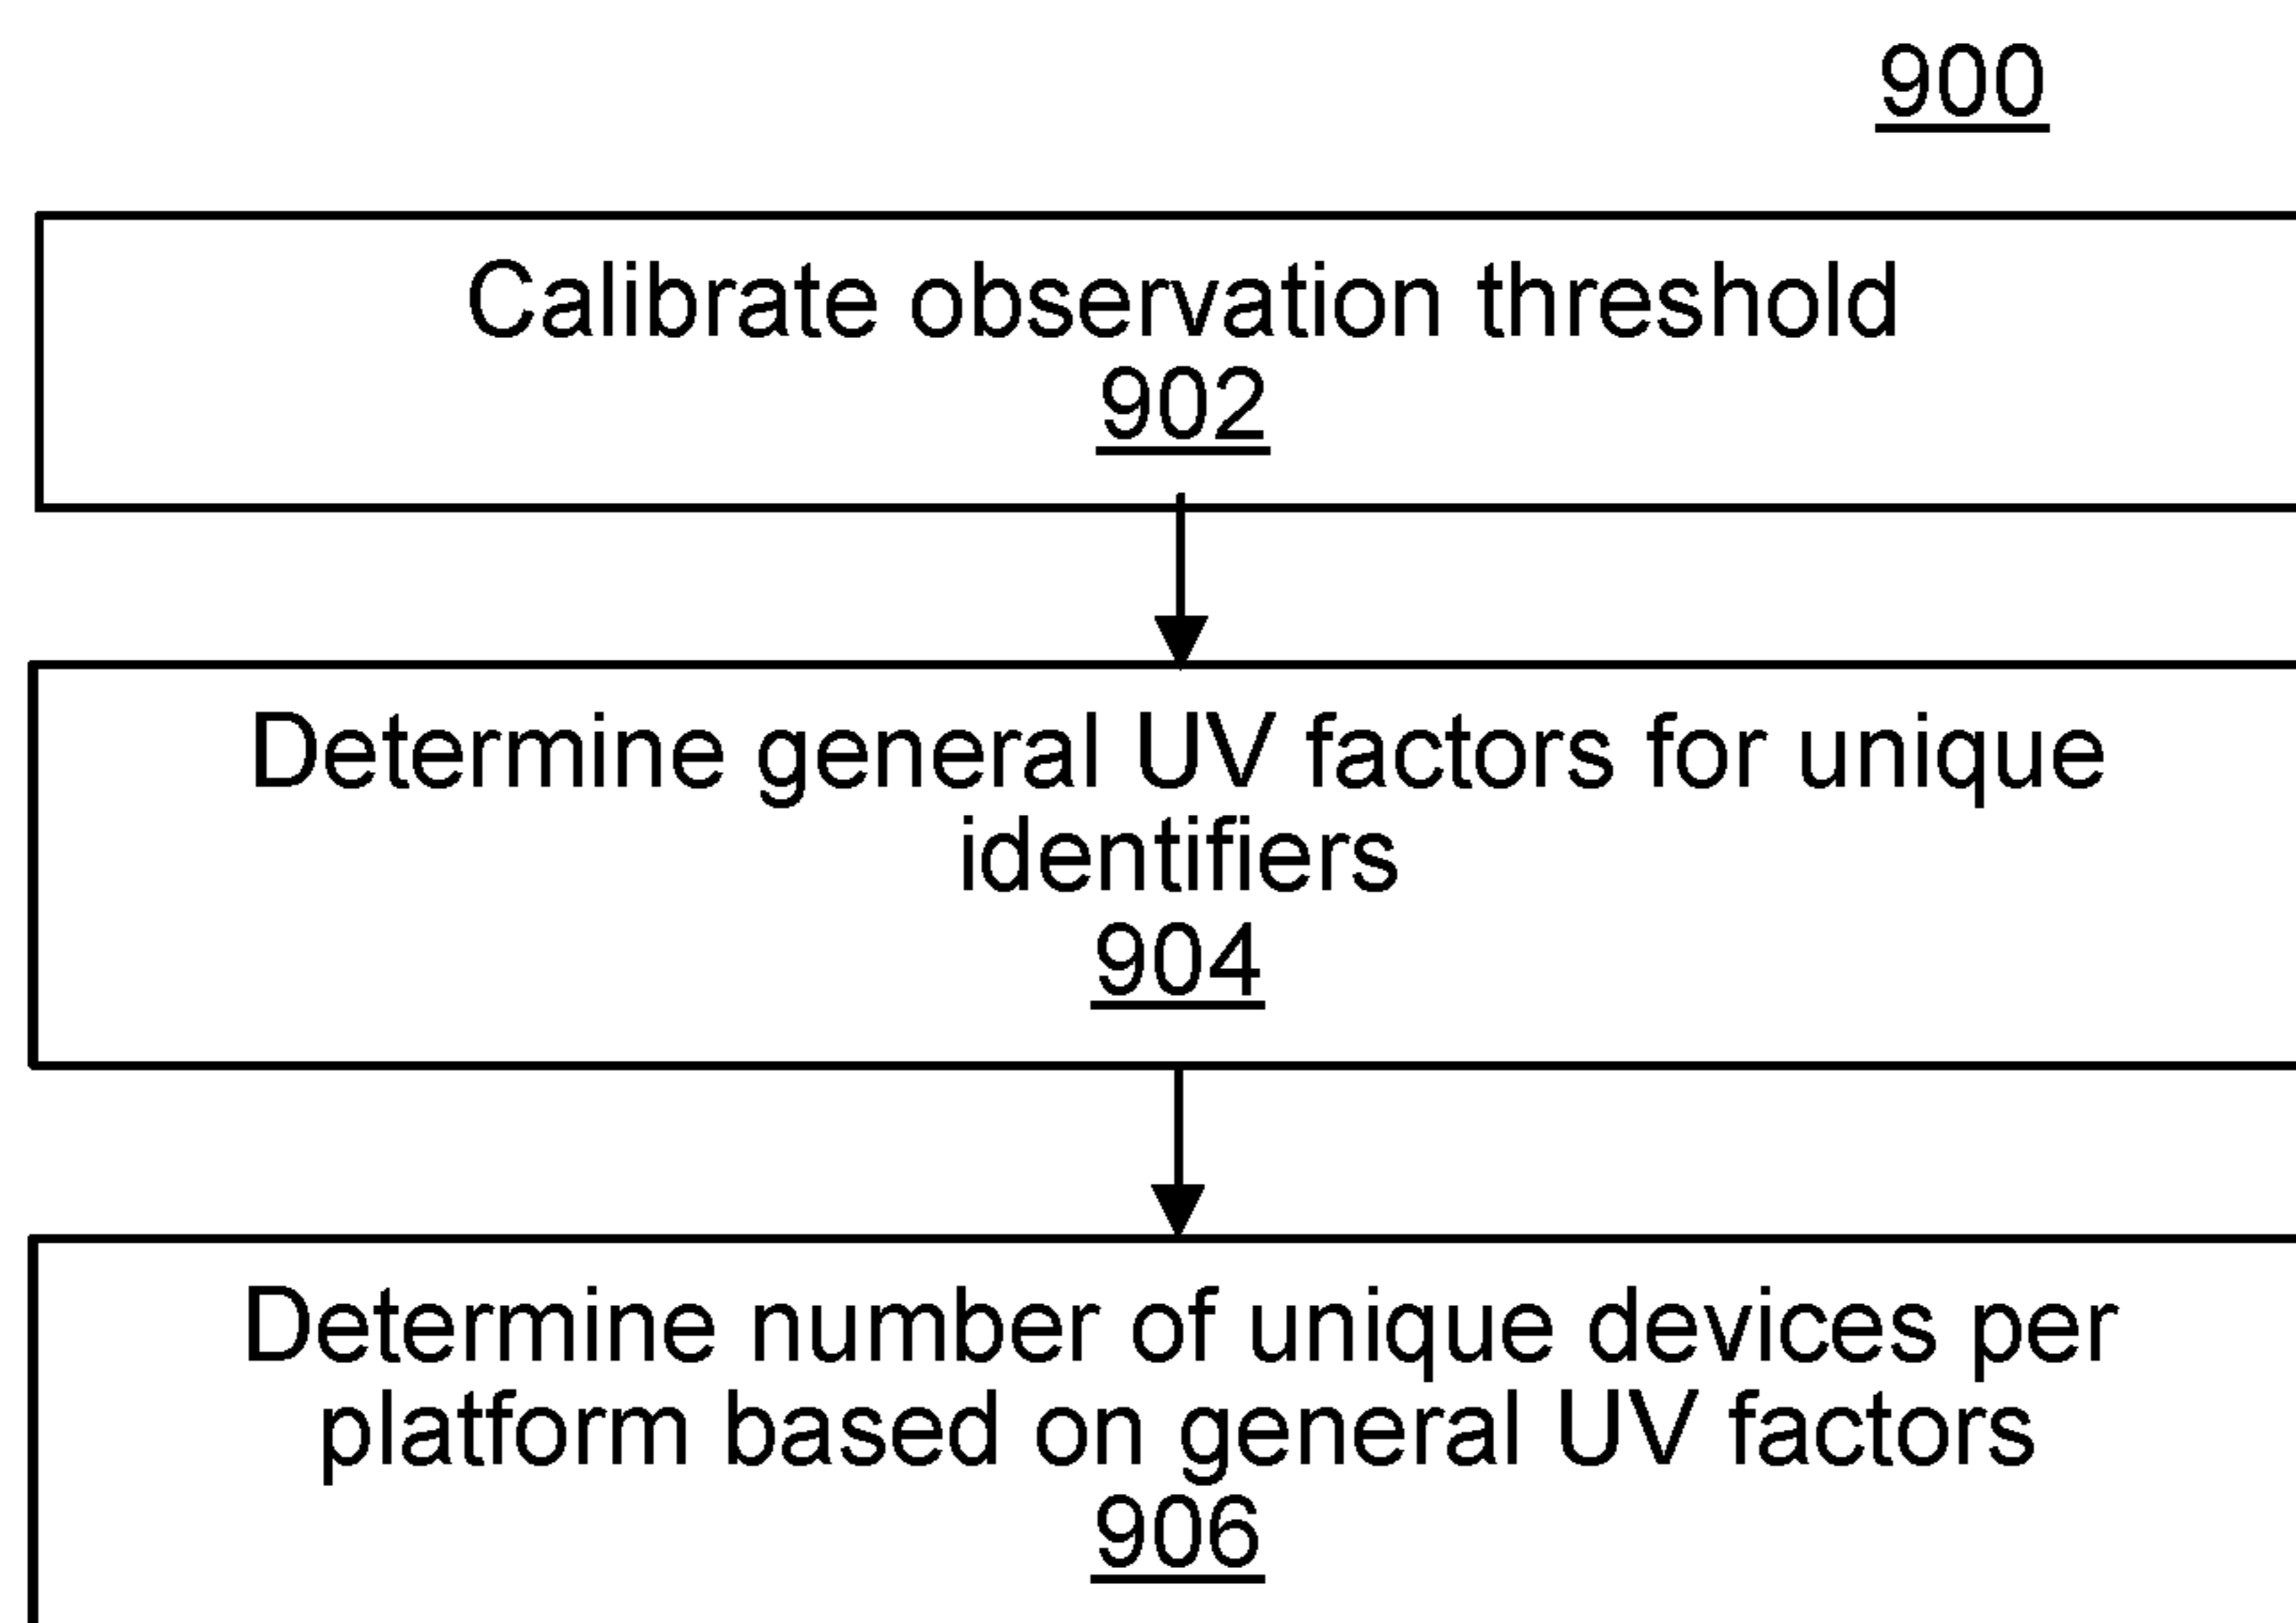 900
Calibrate observation threshold
902
Determine general UV factors for unique
identifiers
904
Determine number of unique devices per
platform based on general UV factors
906